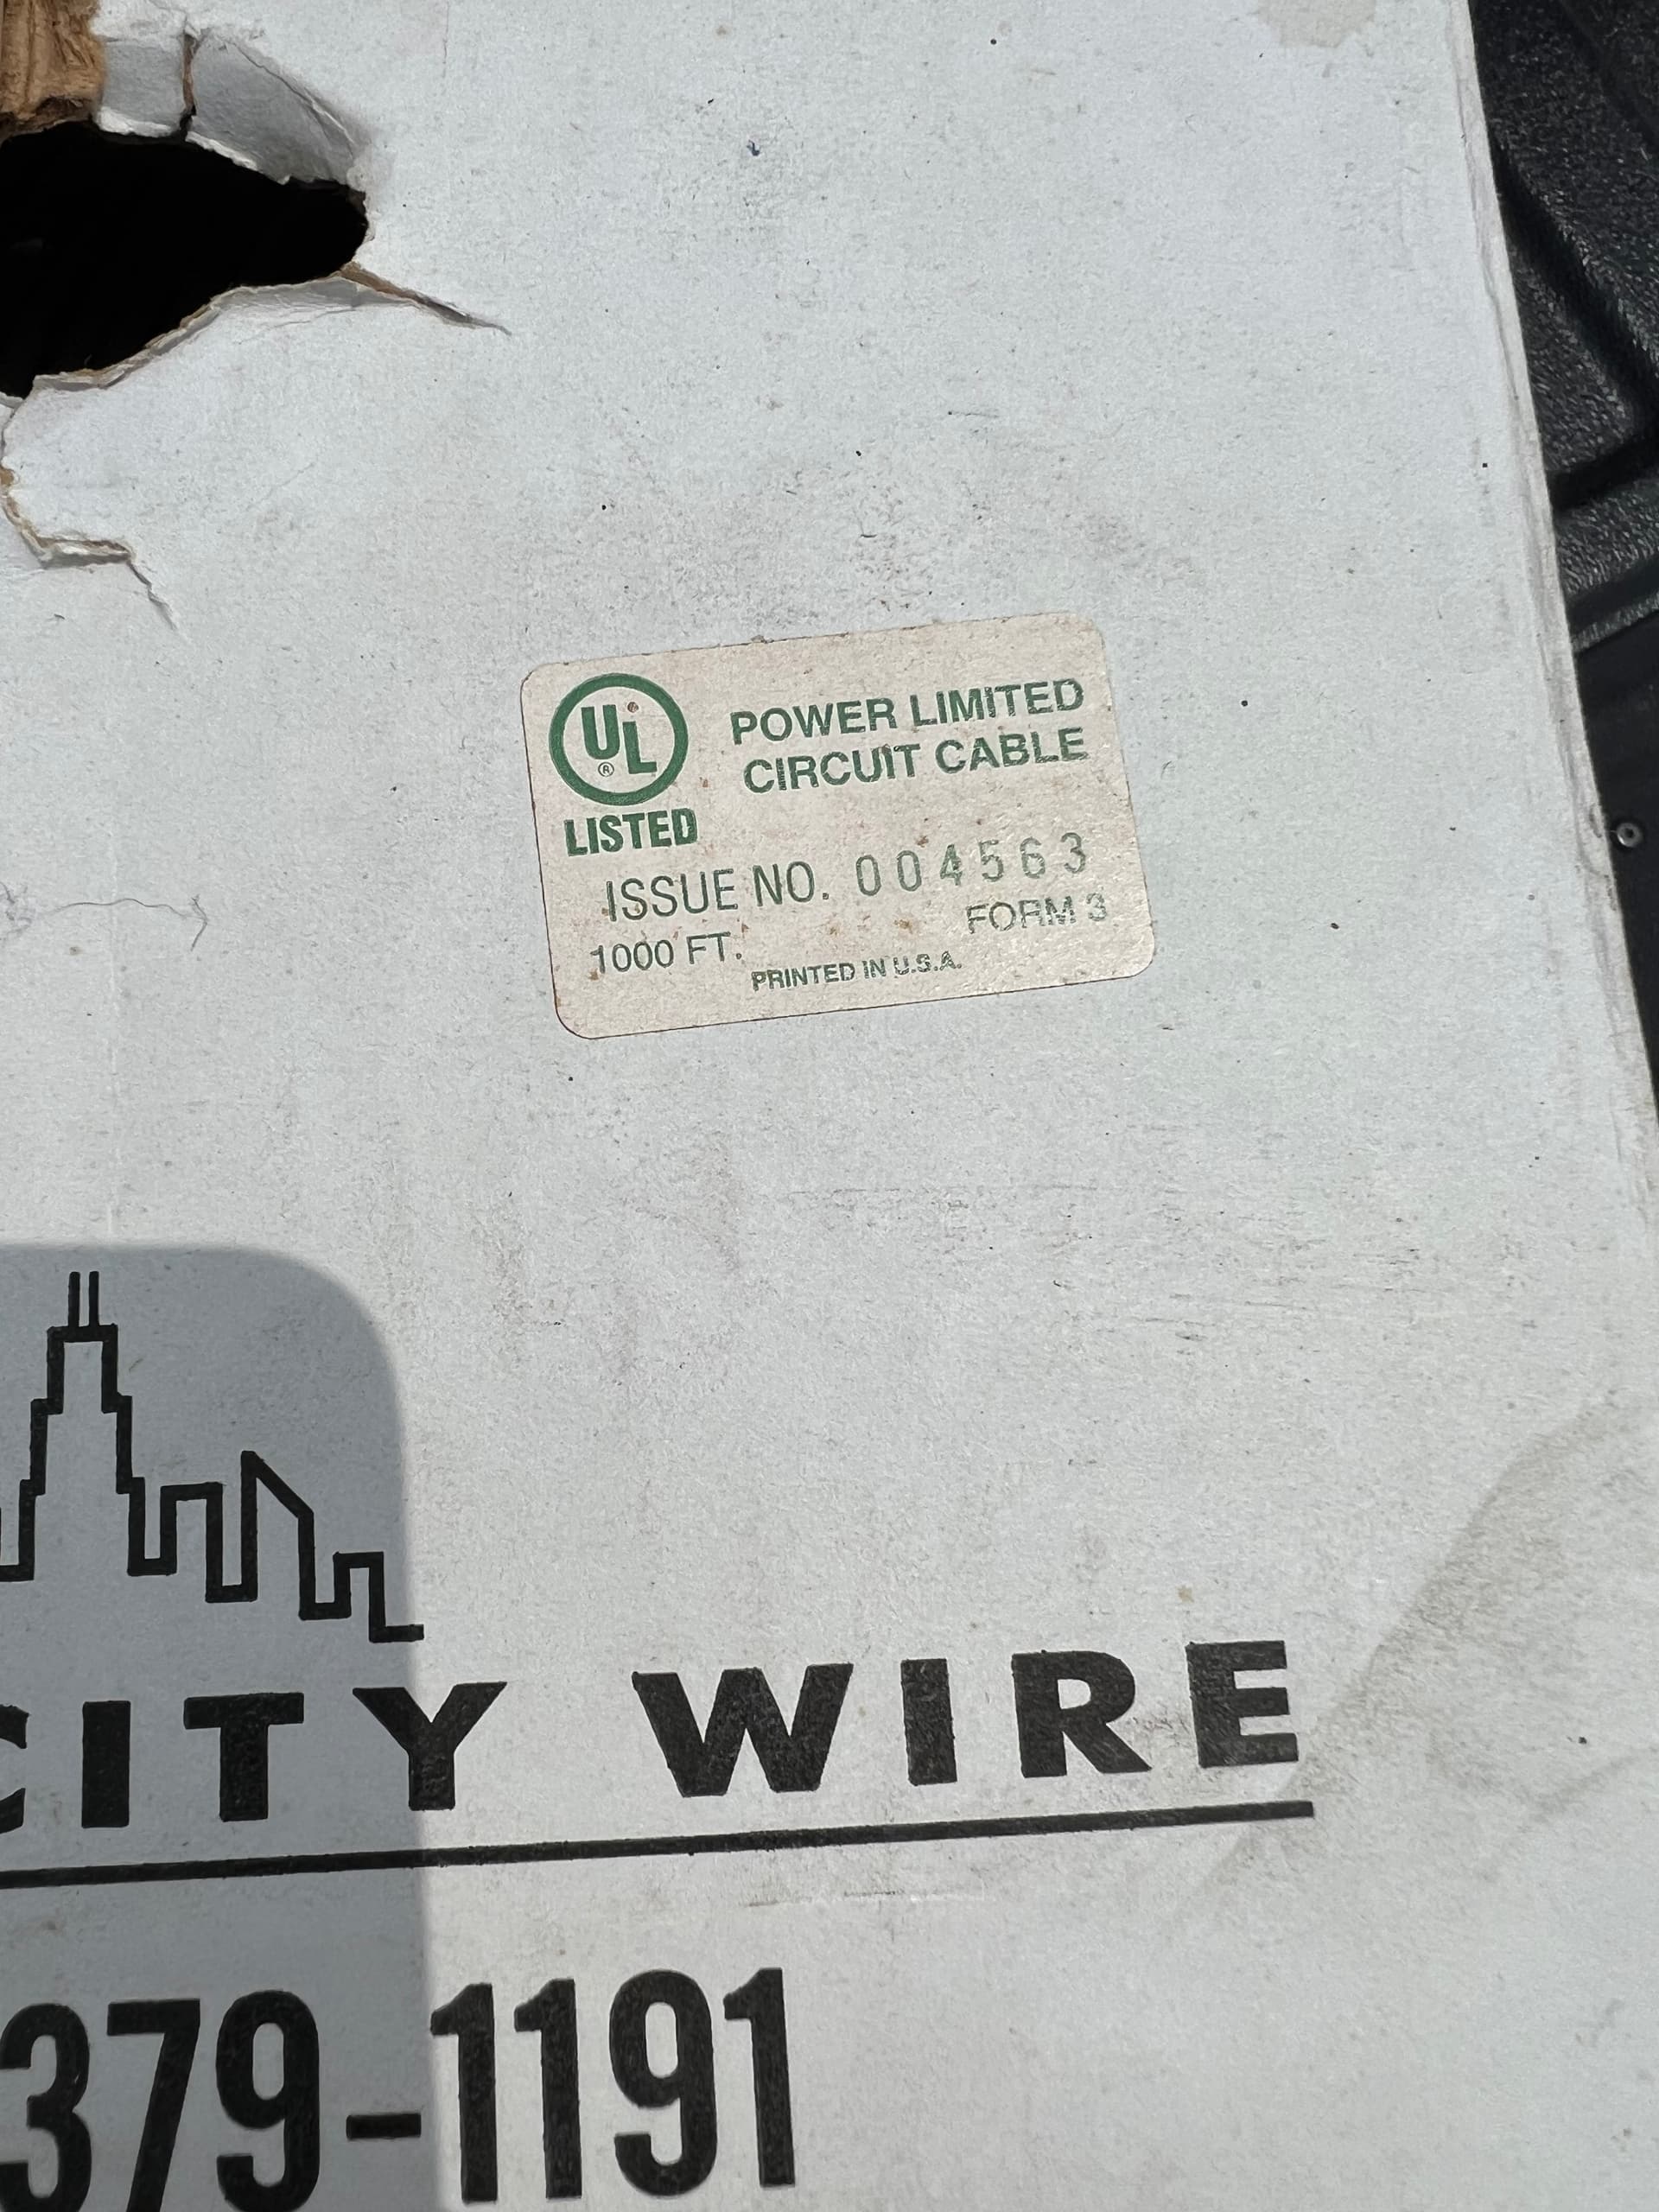 UL
®
LISTED
POWER LIMITED
CIRCUIT CABLE
ISSUE NO. 004563
1000 FT.
FORM 3
PRINTED IN U.S.A.
CITY WIRE
379-1191